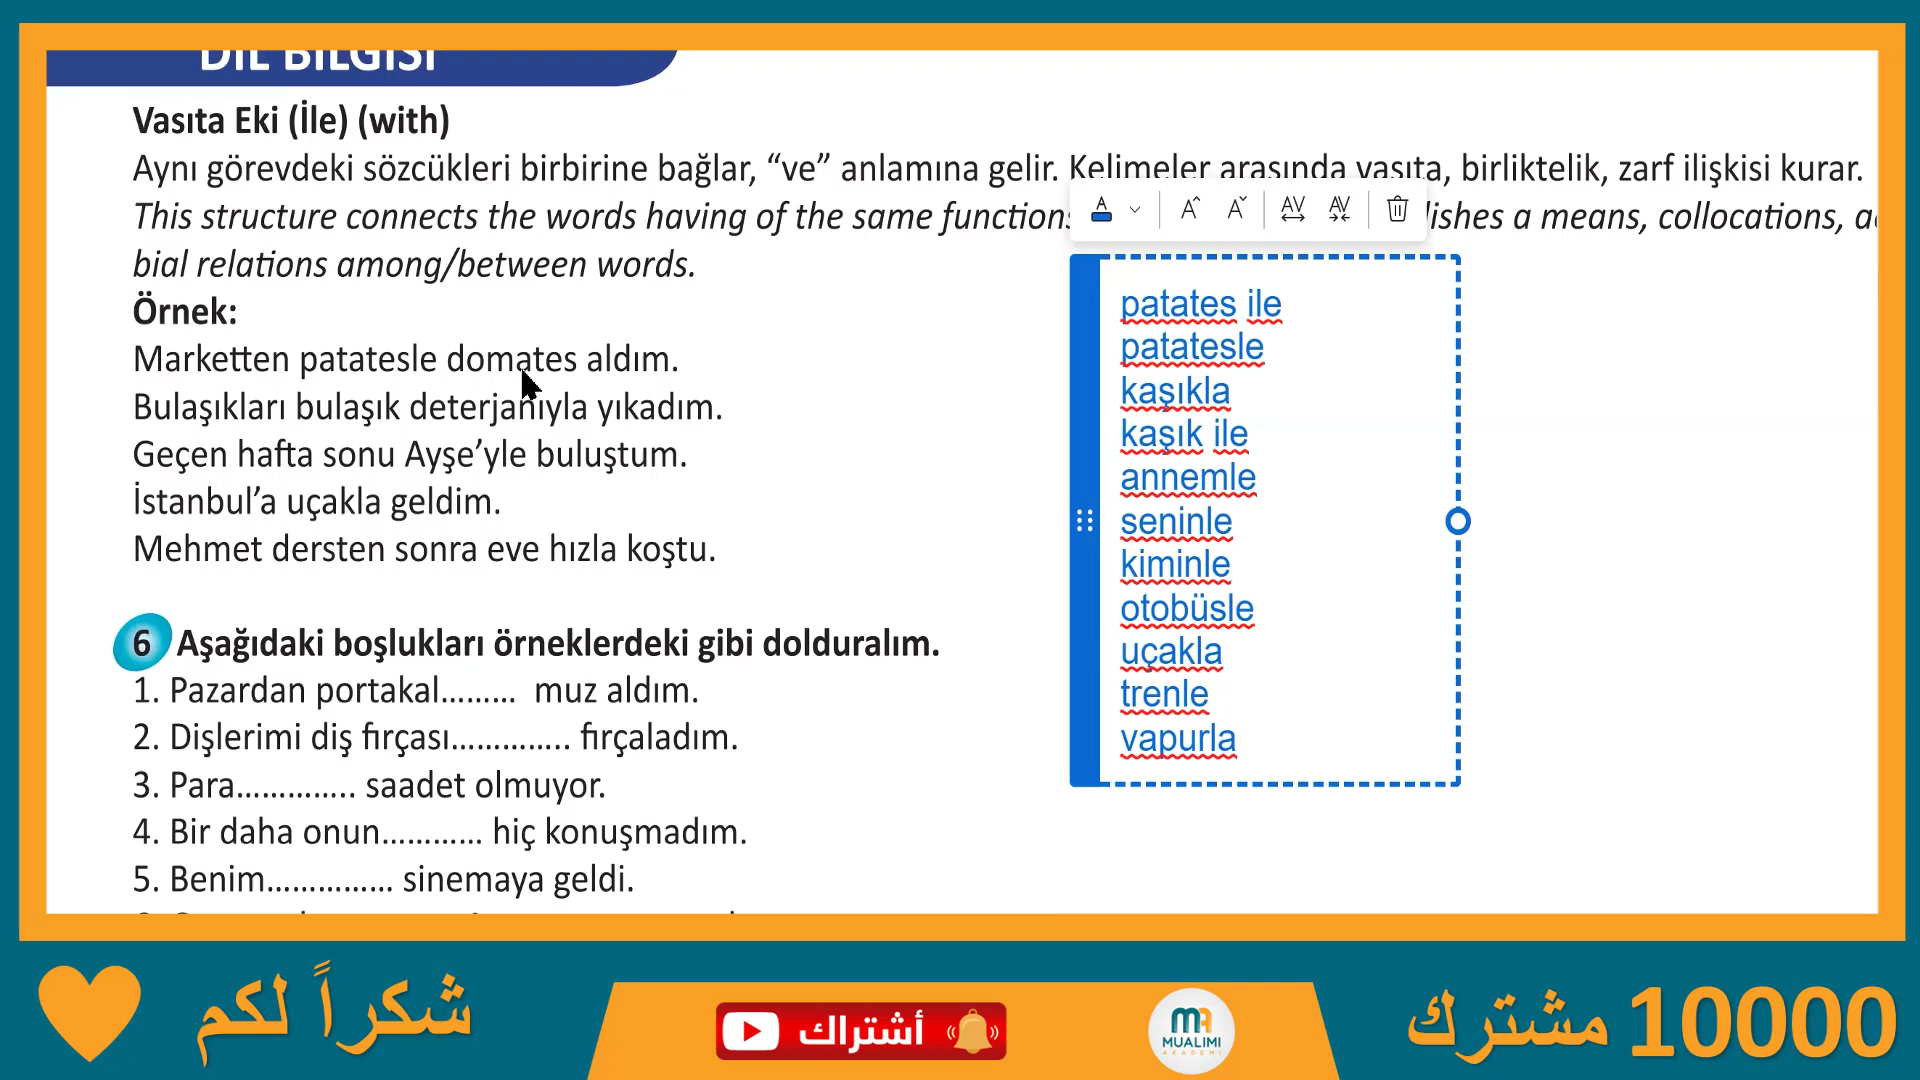 DİL BİLGİSİ
Vasıta Eki (İle) (with)
Aynı görevdeki sözcükleri birbirine bağlar, “ve” anlamına gelir. Kelimeler arasında vasıta, birliktelik, zarf ilişkisi kurar.
This structure connects the words having of the same functions
bial relations among/between words.
lishes a means, collocations,
Örnek:
Marketten patatesle domates aldım.
Bulaşıkları bulaşık deterjanıyla yıkadım.
Geçen hafta sonu Ayşe’yle buluştum.
İstanbul’a uçakla geldim.
Mehmet dersten sonra eve hızla koştu.
6 Aşağıdaki boşlukları örneklerdeki gibi dolduralım.
1. Pazardan portakal……… muz aldım.
2. Dişlerimi diş fırçası………….. fırçaladım.
3. Para………….. saadet olmuyor.
4. Bir daha onun………… hiç konuşmadım.
5. Benim…………… sinemaya geldi.
patates ile
patatesle
kaşıkla
kaşık ile
annemle
seninle
kiminle
otobüsle
uçakla
trenle
vapurla
شكراً لكم
أشتراك
MUALIMI
AKADEMI
10000 مشترك